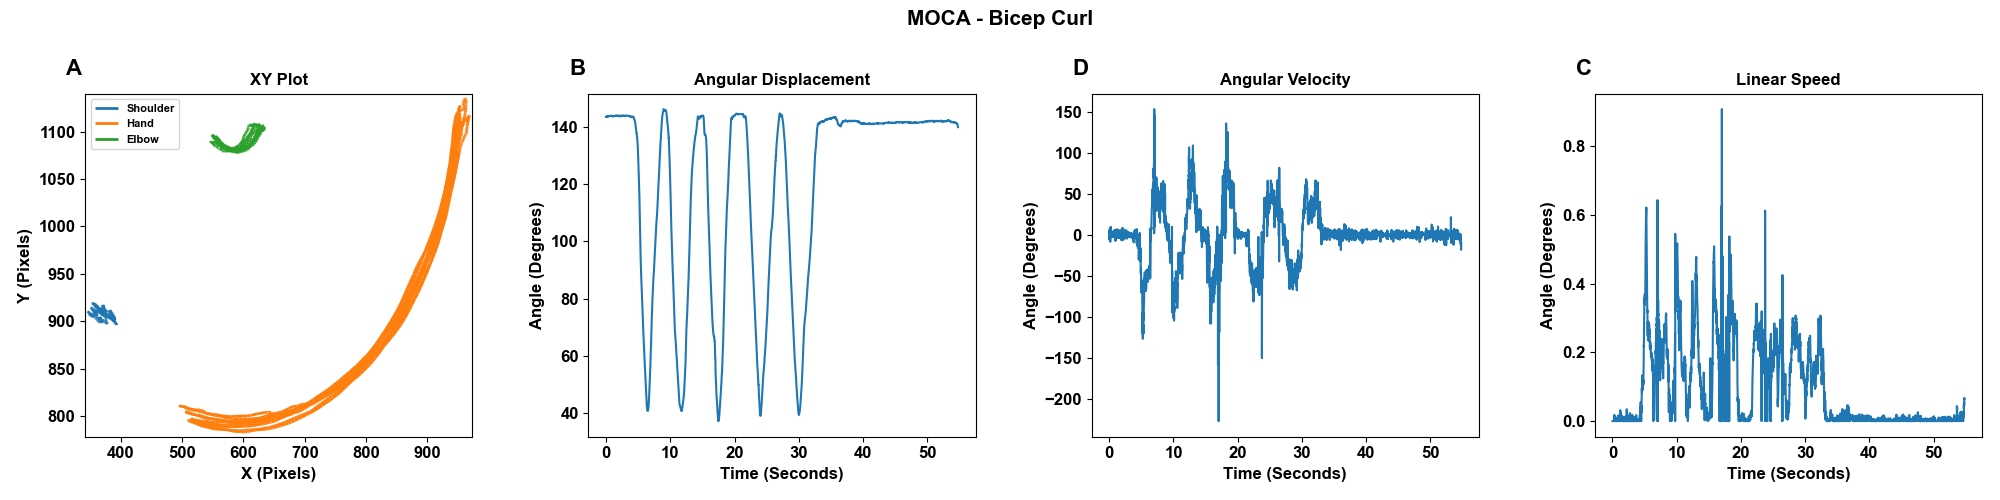 MOCA - Bicep Curl
A
XY Plot
Shoulder
Hand
Elbow
1100
1050
1000
950
900
850
800
Y (Pixels)
400 500 600 700 800 900
X (Pixels)
B
Angular Displacement
140
120
100
80
60
40
Angle (Degrees)
0 10 20 30 40 50
Time (Seconds)
D
Angular Velocity
150
100
50
0
−50
−100
−150
−200
Angle (Degrees)
0 10 20 30 40 50
Time (Seconds)
C
Linear Speed
0.8
0.6
0.4
0.2
0.0
Angle (Degrees)
0 10 20 30 40 50
Time (Seconds)